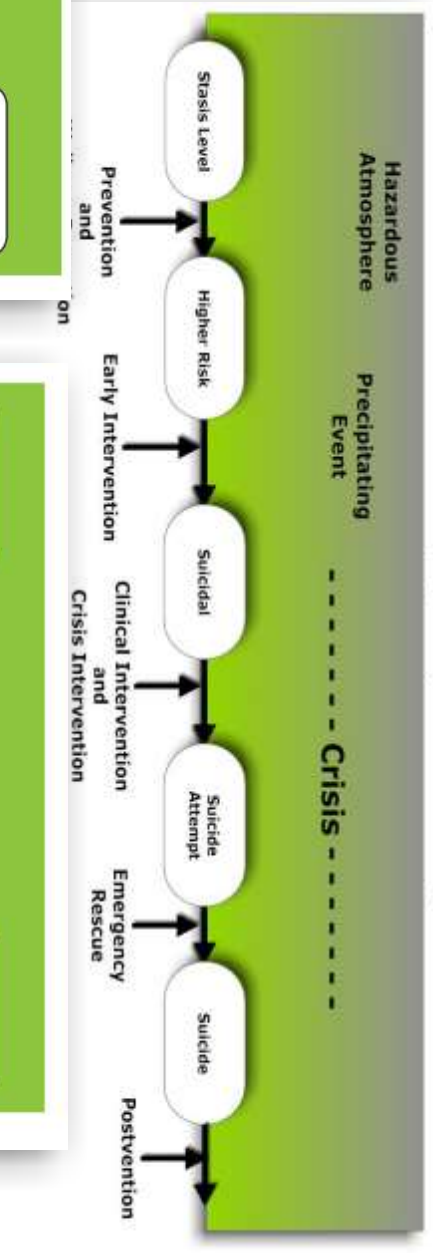 Hazardous
Atmosphere
Precipitating
Event
- - - - - - - Crisis - - - - - - -
Stasis Level
Higher Risk
Suicidal
Suicide
Attempt
Suicide
Prevention
and
on
Early Intervention
Clinical Intervention
and
Crisis Intervention
Emergency
Rescue
Postvention